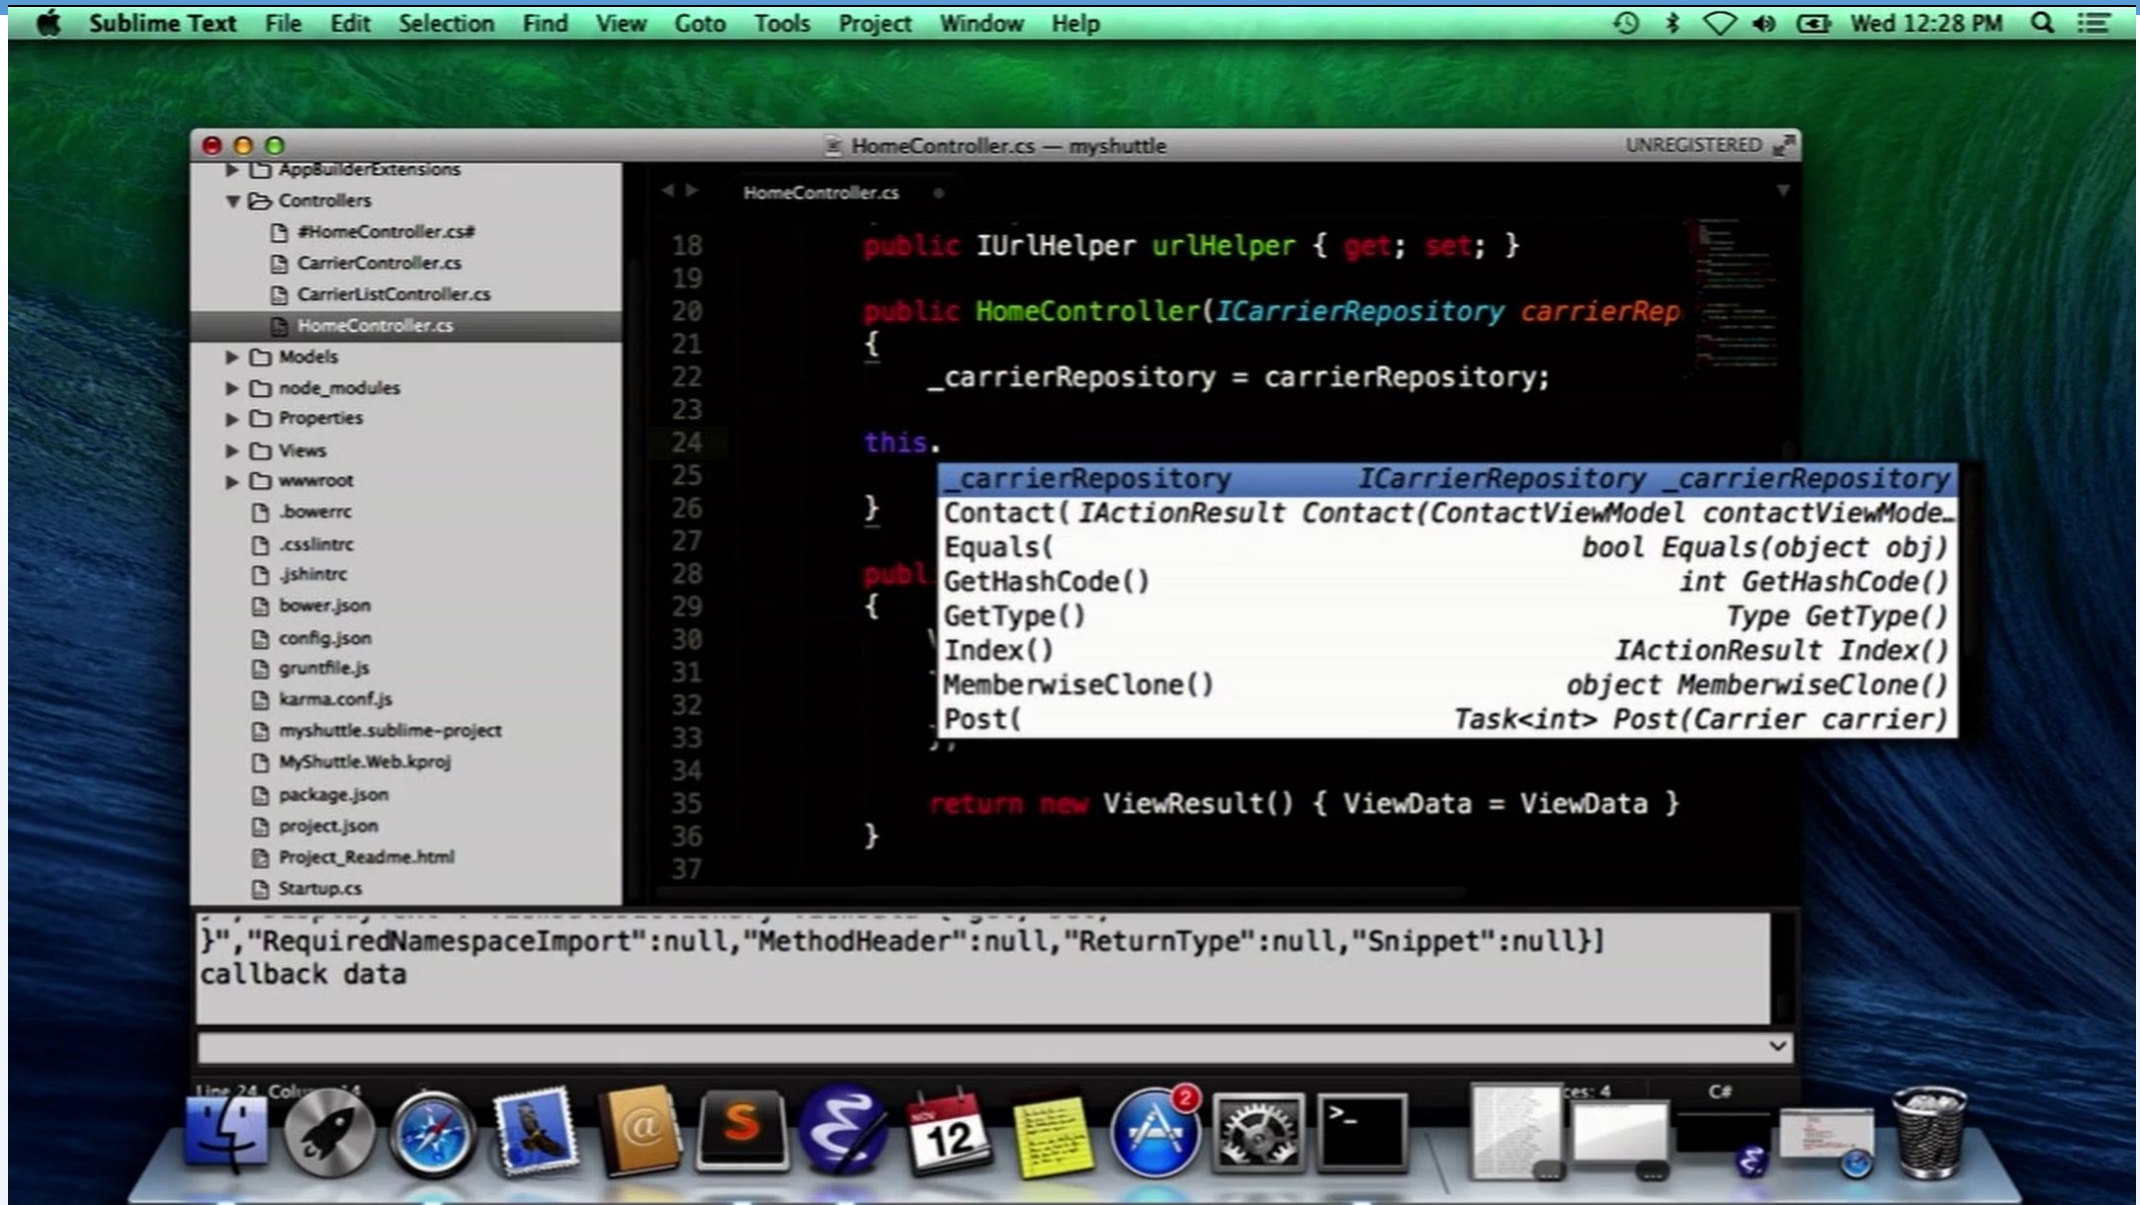 Sublime Text File Edit Selection Find View Goto Tools Project Window Help Wed 12:28 PM
HomeController.cs — myshuttle UNREGISTERED
AppBuilderExtensions
Controllers
#HomeController.cs#
CarrierController.cs
CarrierListController.cs
HomeController.cs
Models
node_modules
Properties
Views
wwwroot
.bowerrc
.csslintrc
.jshintrc
bower.json
config.json
gruntfile.js
karma.conf.js
myshuttle.sublime-project
MyShuttle.Web.kproj
package.json
project.json
Project_Readme.html
Startup.cs
HomeController.cs
18 public IUrlHelper urlHelper { get; set; }
19
20 public HomeController(ICarrierRepository carrierRep
21 {
22 _carrierRepository = carrierRepository;
23
24 this.
25
26 }
27
28 publ
29 {
30
31
32
33 };
34
35 return new ViewResult() { ViewData = ViewData }
36 }
37
_carrierRepository ICarrierRepository _carrierRepository
Contact( IActionResult Contact(ContactViewModel contactViewMode…
Equals( bool Equals(object obj)
GetHashCode() int GetHashCode()
GetType() Type GetType()
Index() IActionResult Index()
MemberwiseClone() object MemberwiseClone()
Post( Task<int> Post(Carrier carrier)
}","RequiredNamespaceImport":null,"MethodHeader":null,"ReturnType":null,"Snippet":null}]
callback data
Line 24 C#
NOV
12
2